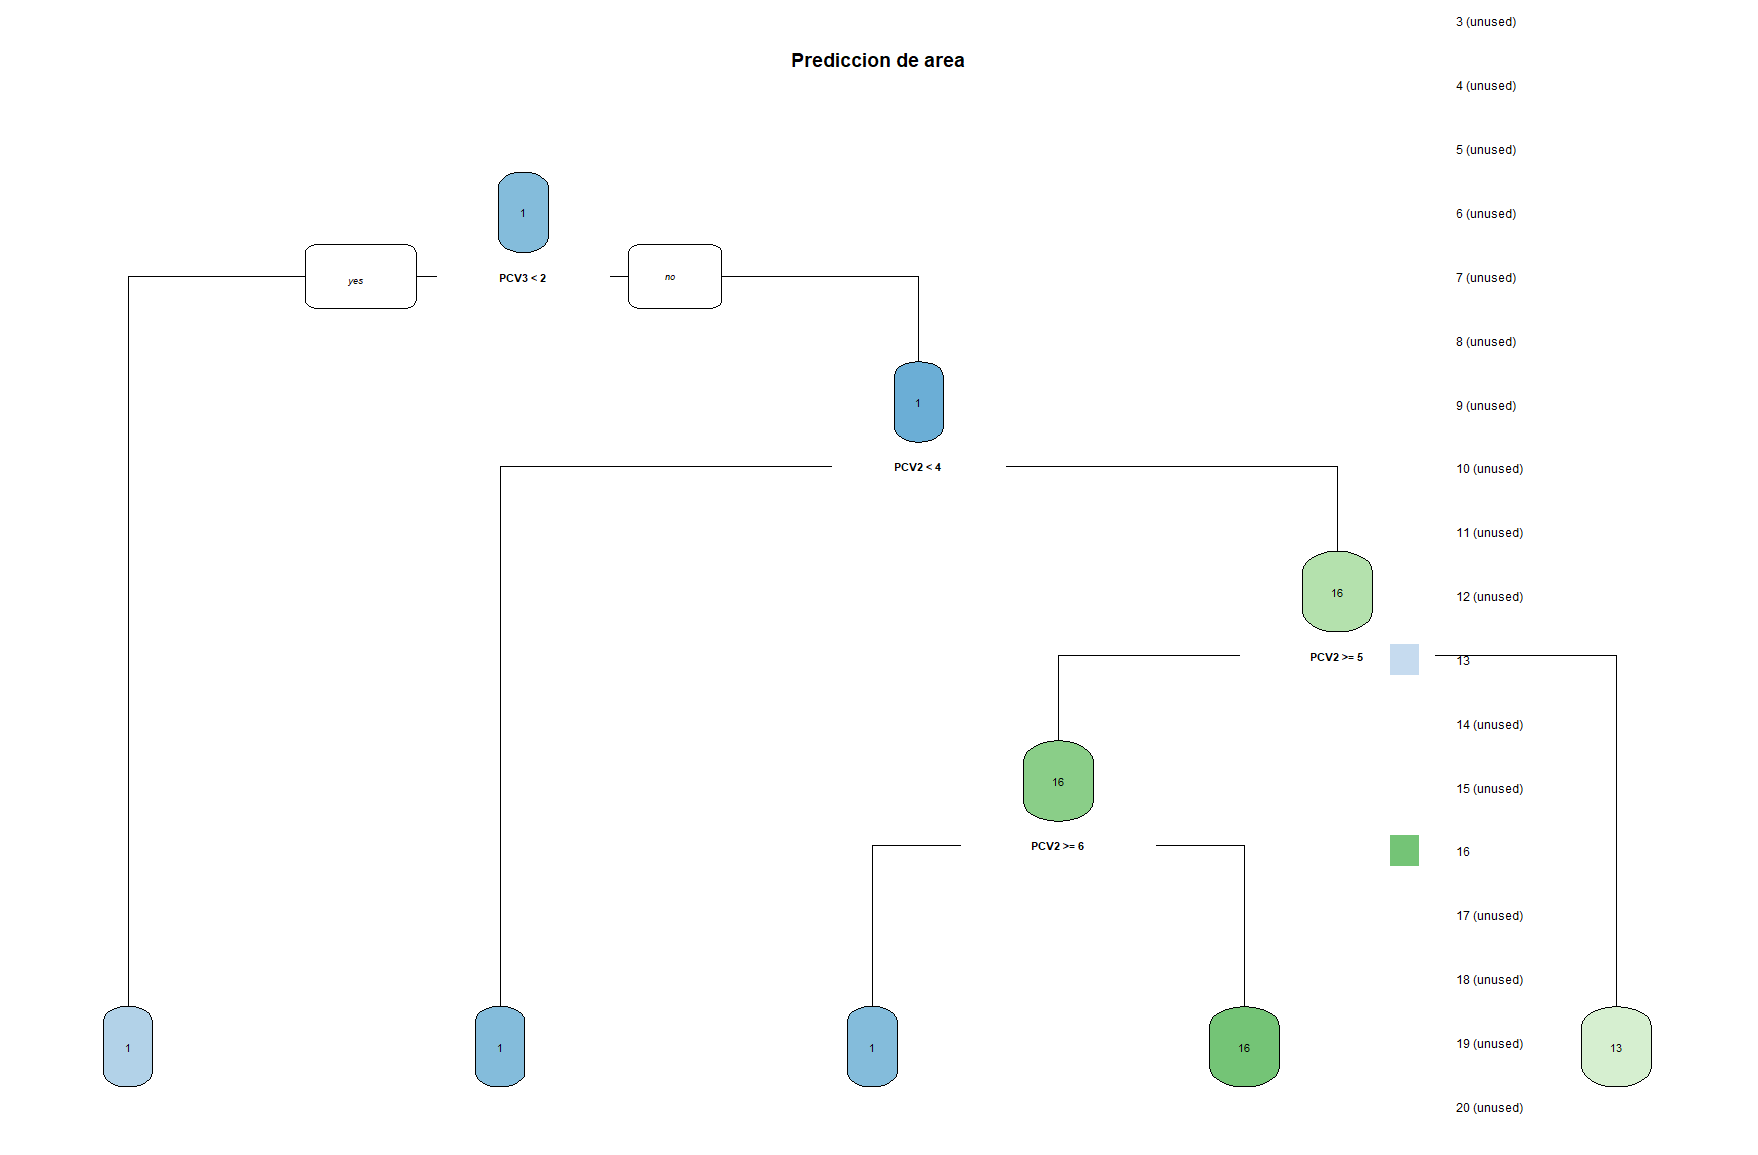 3 (unused)
Prediccion de area
4 (unused)
5 (unused)
1
6 (unused)
yes
PCV3 < 2
no
7 (unused)
8 (unused)
1
9 (unused)
PCV2 < 4
10 (unused)
11 (unused)
16
12 (unused)
PCV2 >= 5
13
14 (unused)
16
15 (unused)
PCV2 >= 6
16
17 (unused)
18 (unused)
1
1
1
16
19 (unused)
13
20 (unused)